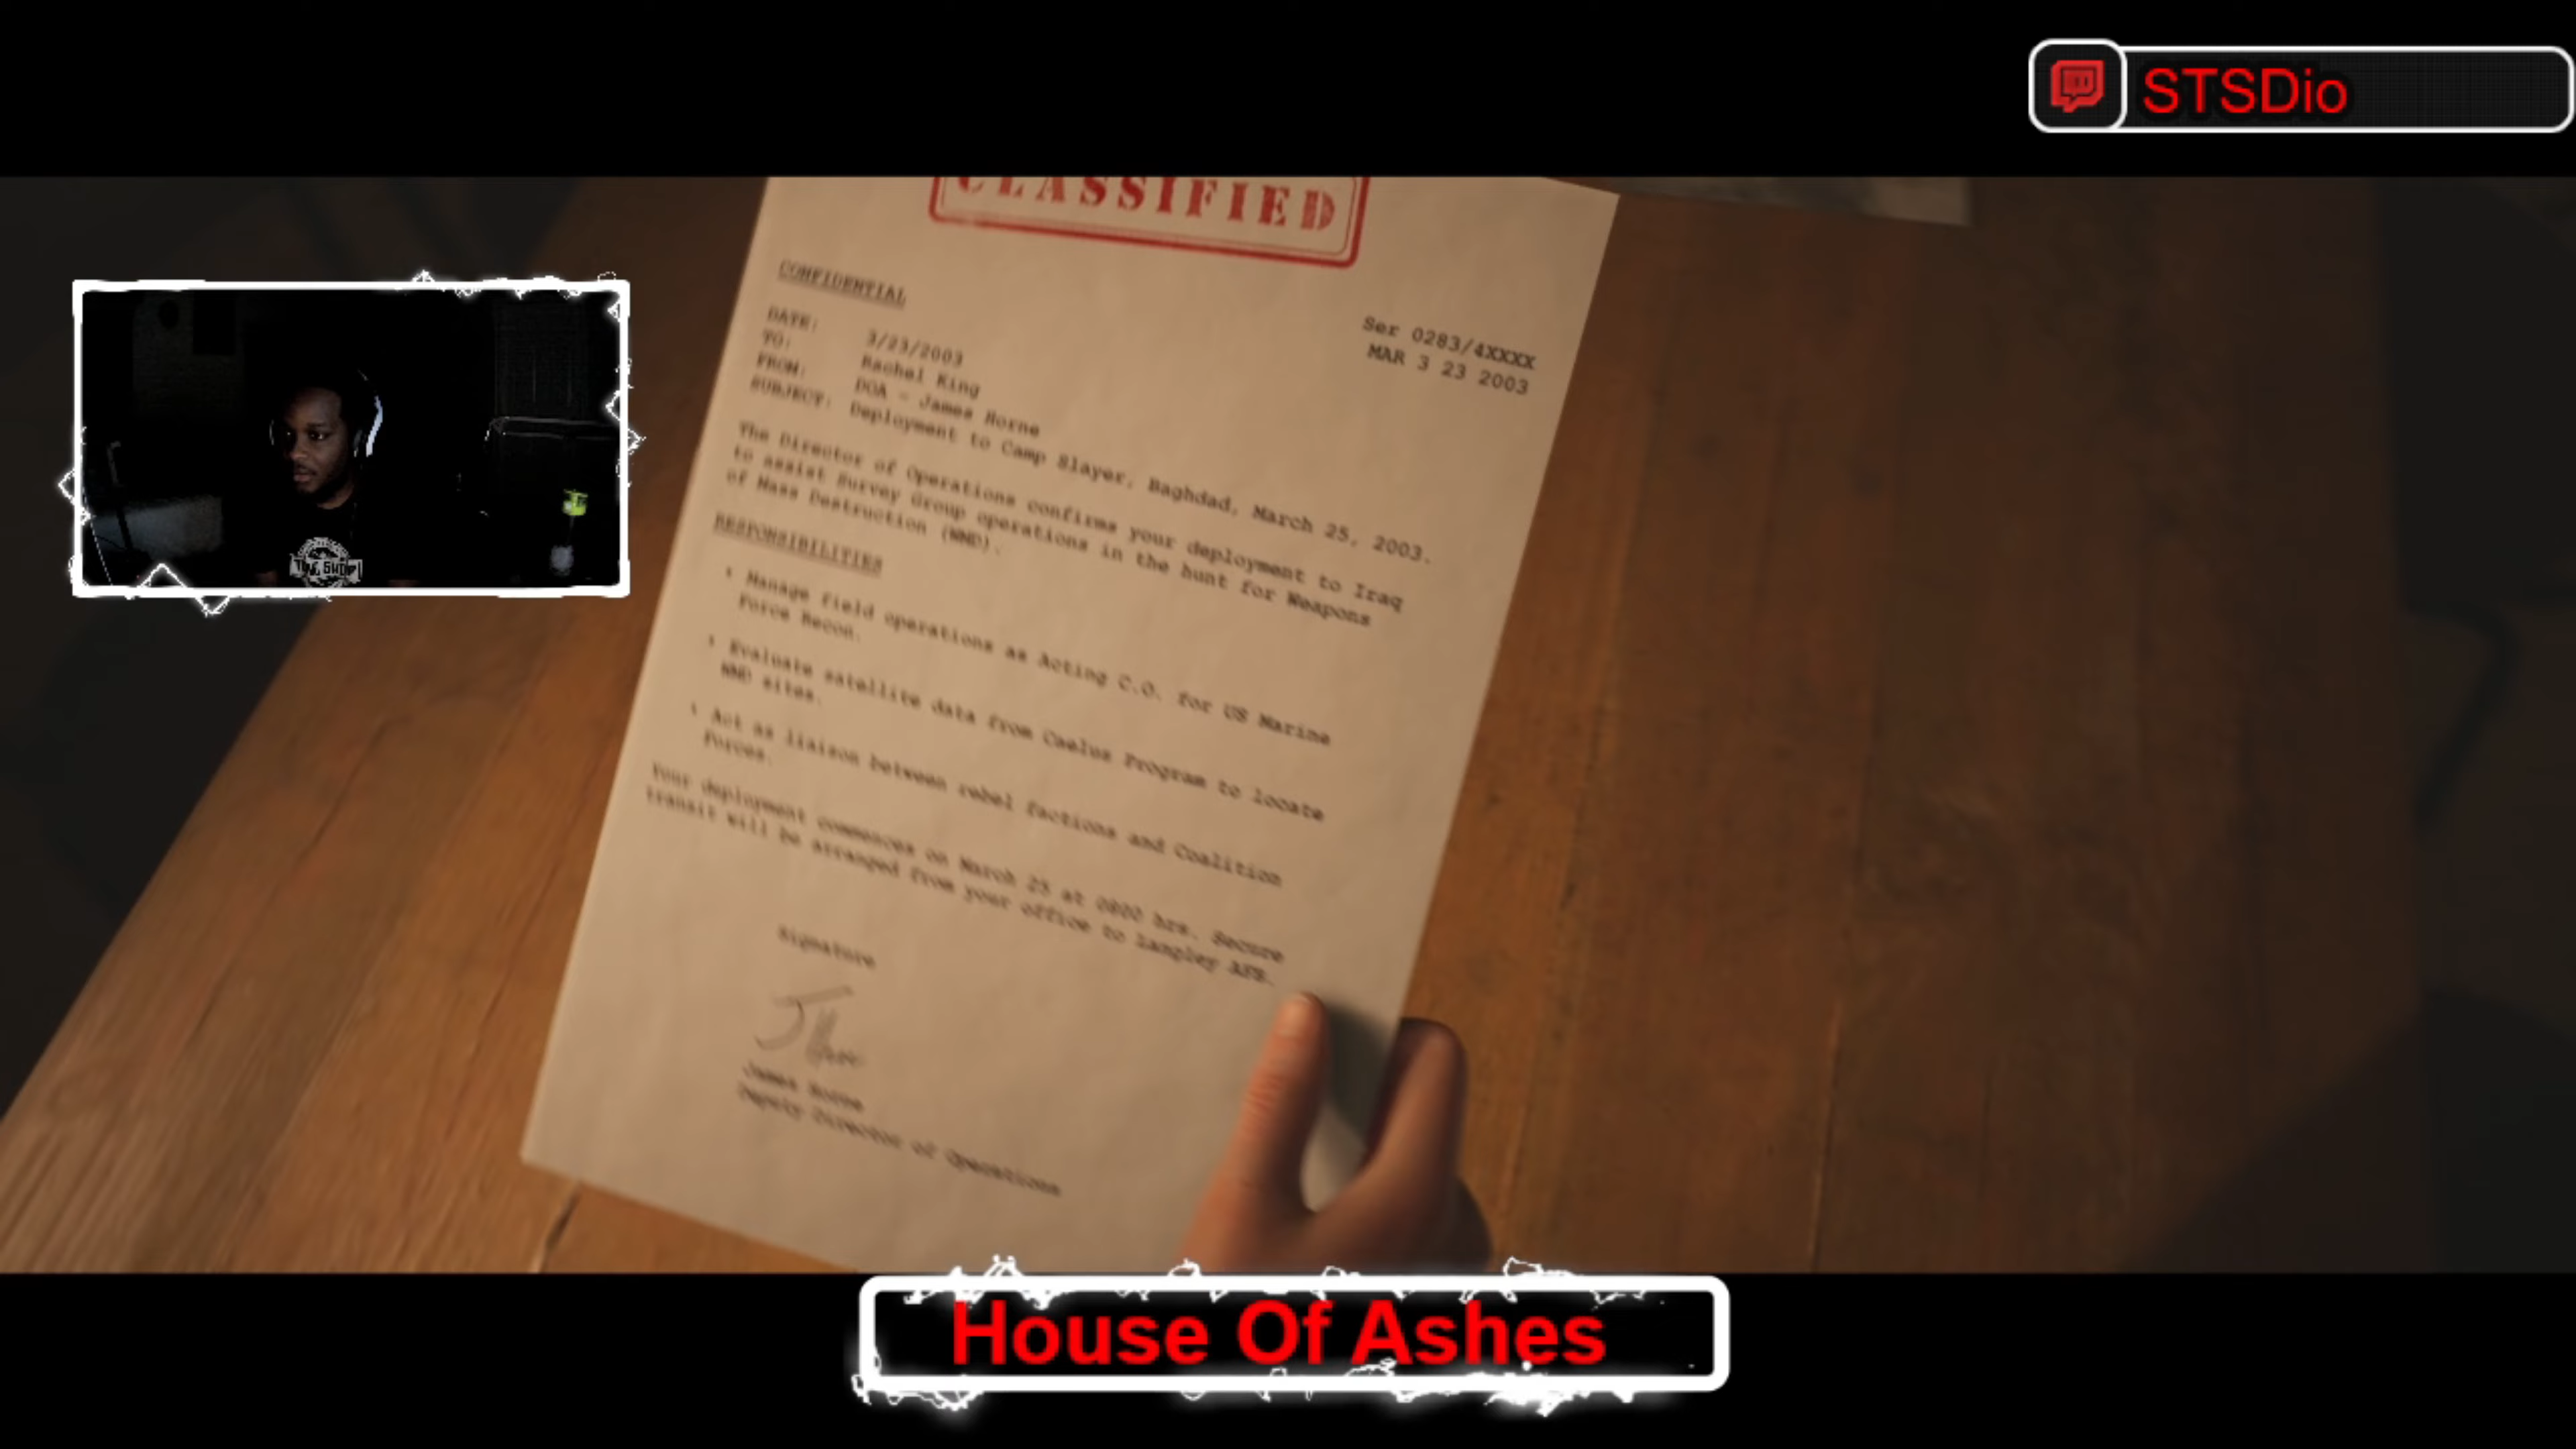 STSDio
CLASSIFIED
CONFIDENTIAL
Ser 0283/4XXXX
MAR 3 23 2003
DATE: 3/23/2003
TO: Rachel King
FROM: DOA - James Horne
SUBJECT: Deployment to Camp Slayer, Baghdad, March 25, 2003.
The Director of Operations confirms your deployment to Iraq
to assist Survey Group operations in the hunt for Weapons
of Mass Destruction (WMD).
RESPONSIBILITIES
Manage field operations as Acting C.O. for US Marine
Force Recon.
Evaluate satellite data from Caelus Program to locate
WMD sites.
Act as liaison between rebel factions and Coalition
Forces.
Your deployment commences on March 25 at hrs. Secure
transit will be arranged from your office to Langley AFB.
Signature
James Horne
Deputy Director of Operations
House Of Ashes